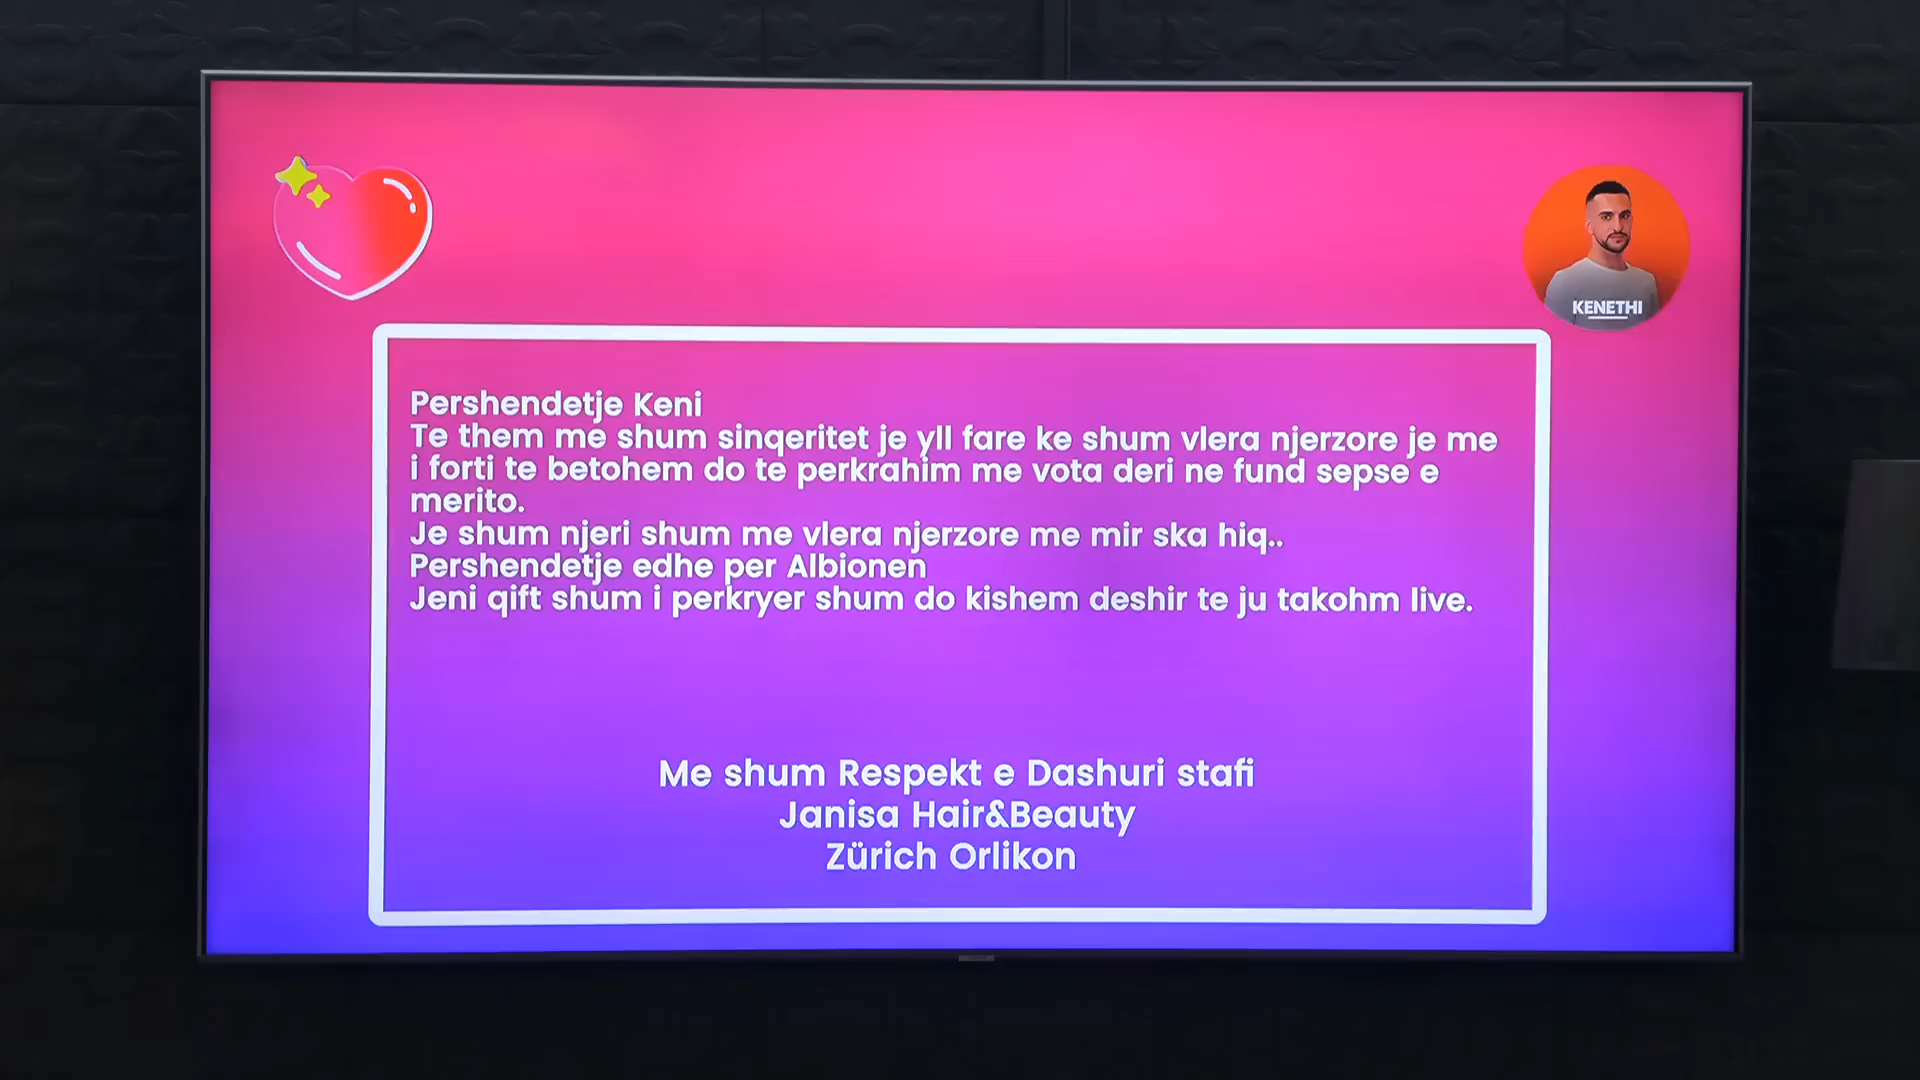 KENETHI
Pershendetje Keni
Te them me shum sinqeritet je yll fare ke shum vlera njerzore je me
i forti te betohem do te perkrahim me vota deri ne fund sepse e
merito.
Je shum njeri shum me vlera njerzore me mir ska hiq..
Pershendetje edhe per Albionen
Jeni qift shum i perkryer shum do kishem deshir te ju takohm live.
Me shum Respekt e Dashuri stafi
Janisa Hair&Beauty
Zürich Orlikon